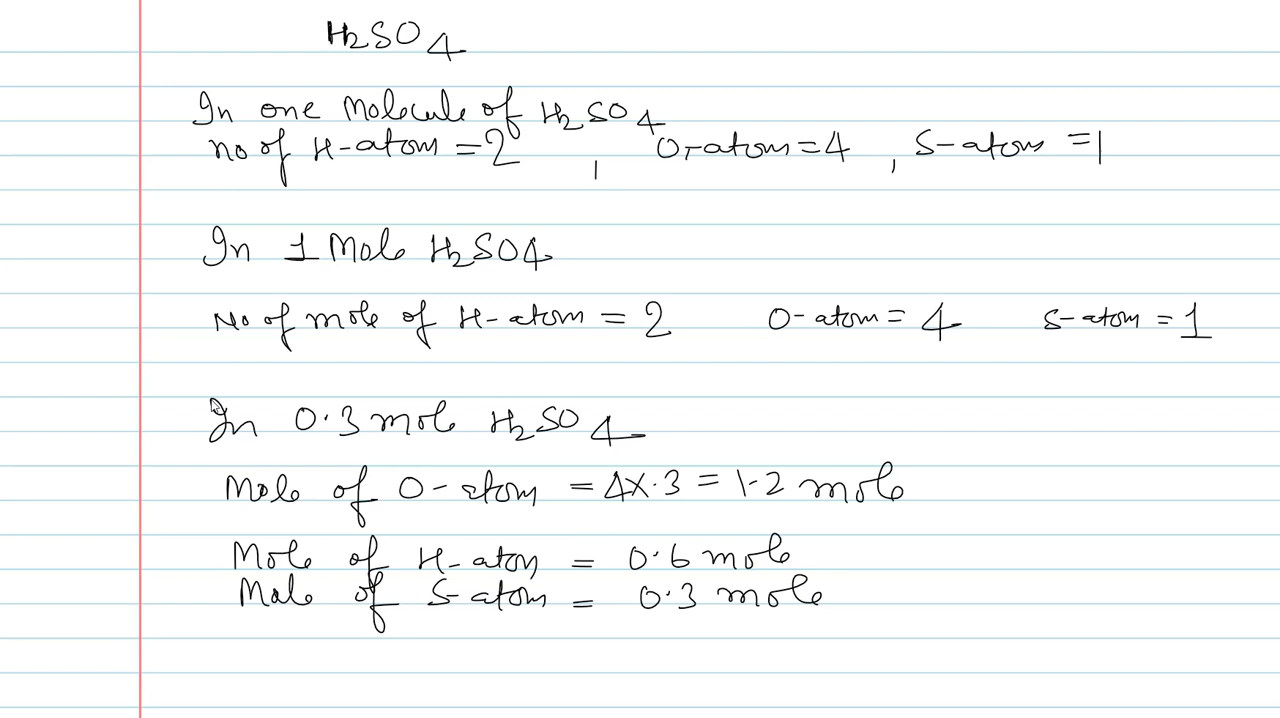 H₂SO₄
In one Molecule of H₂SO₄
no of H-atom = 2 , O-atom = 4 , S-atom = 1
In 1 Mole H₂SO₄
No of mole of H-atom = 2 O-atom = 4 S-atom = 1
In 0.3 mole H₂SO₄
Mole of O-atom = 4x.3 = 1.2 mole
Mole of H-atom = 0.6 mole
Mole of S-atom = 0.3 mole